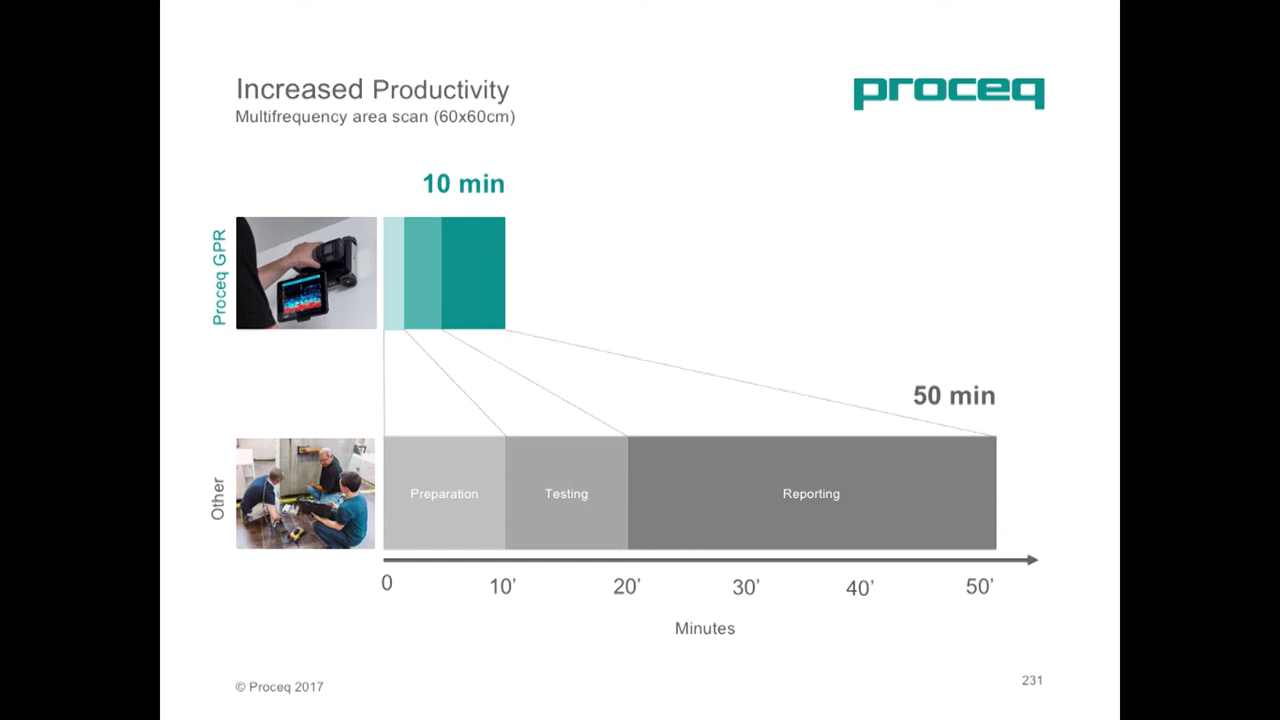 Increased Productivity
proceq
Multifrequency area scan (60x60cm)
10 min
Proceq GPR
50 min
Other
Preparation
Testing
Reporting
0
10’
20’
30’
40’
50’
Minutes
© Proceq 2017
231